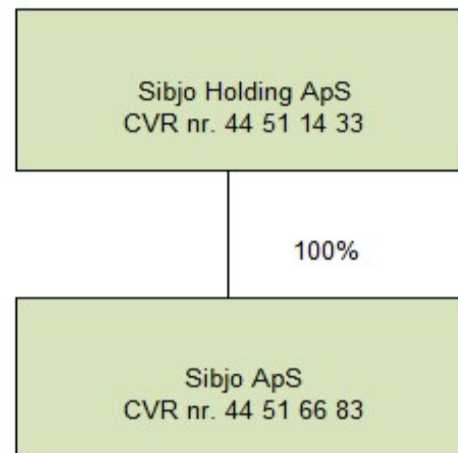 Sibjo Holding ApS
CVR nr. 44 51 14 33
100%
Sibjo ApS
CVR nr. 44 51 66 83